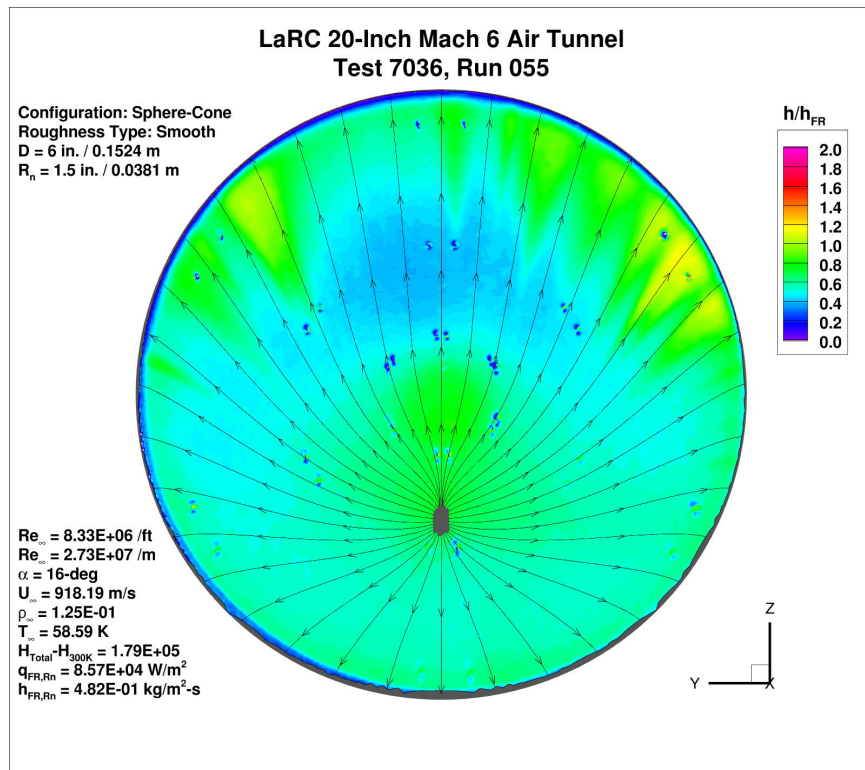 LaRC 20-Inch Mach 6 Air Tunnel
Test 7036, Run 055
Configuration: Sphere-Cone
Roughness Type: Smooth
D = 6 in. / 0.1524 m
Rn = 1.5 in. / 0.0381 m
h/hFR
2.0
1.8
1.6
1.4
1.2
1.0
0.8
0.6
0.4
0.2
0.0
Re∞ = 8.33E+06 /ft
Re∞ = 2.73E+07 /m
α = 16-deg
U∞ = 918.19 m/s
ρ∞ = 1.25E-01
T∞ = 58.59 K
HTotal-H300K = 1.79E+05
qFR,Rn = 8.57E+04 W/m²
hFR,Rn = 4.82E-01 kg/m²-s
Z
Y
X